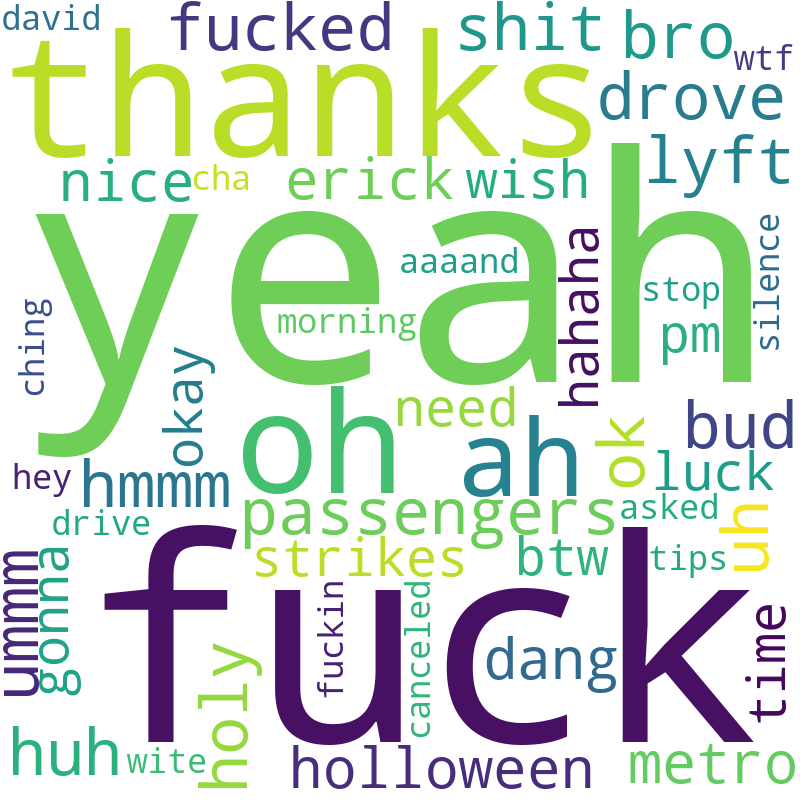 david
fucked
shit
bro
wtf
thanks
drove
lyft
nice
cha
erick
wish
yeah
aaaand
hahaha
silence
stop
morning
pm
ching
okay
need
oh
ah
ok
bud
hey
hmmm
luck
passengers
asked
uh
drive
strikes
btw
tips
ummm
gonna
fuck
fuckin
canceled
dang
time
holy
huh
wite
holloween
metro